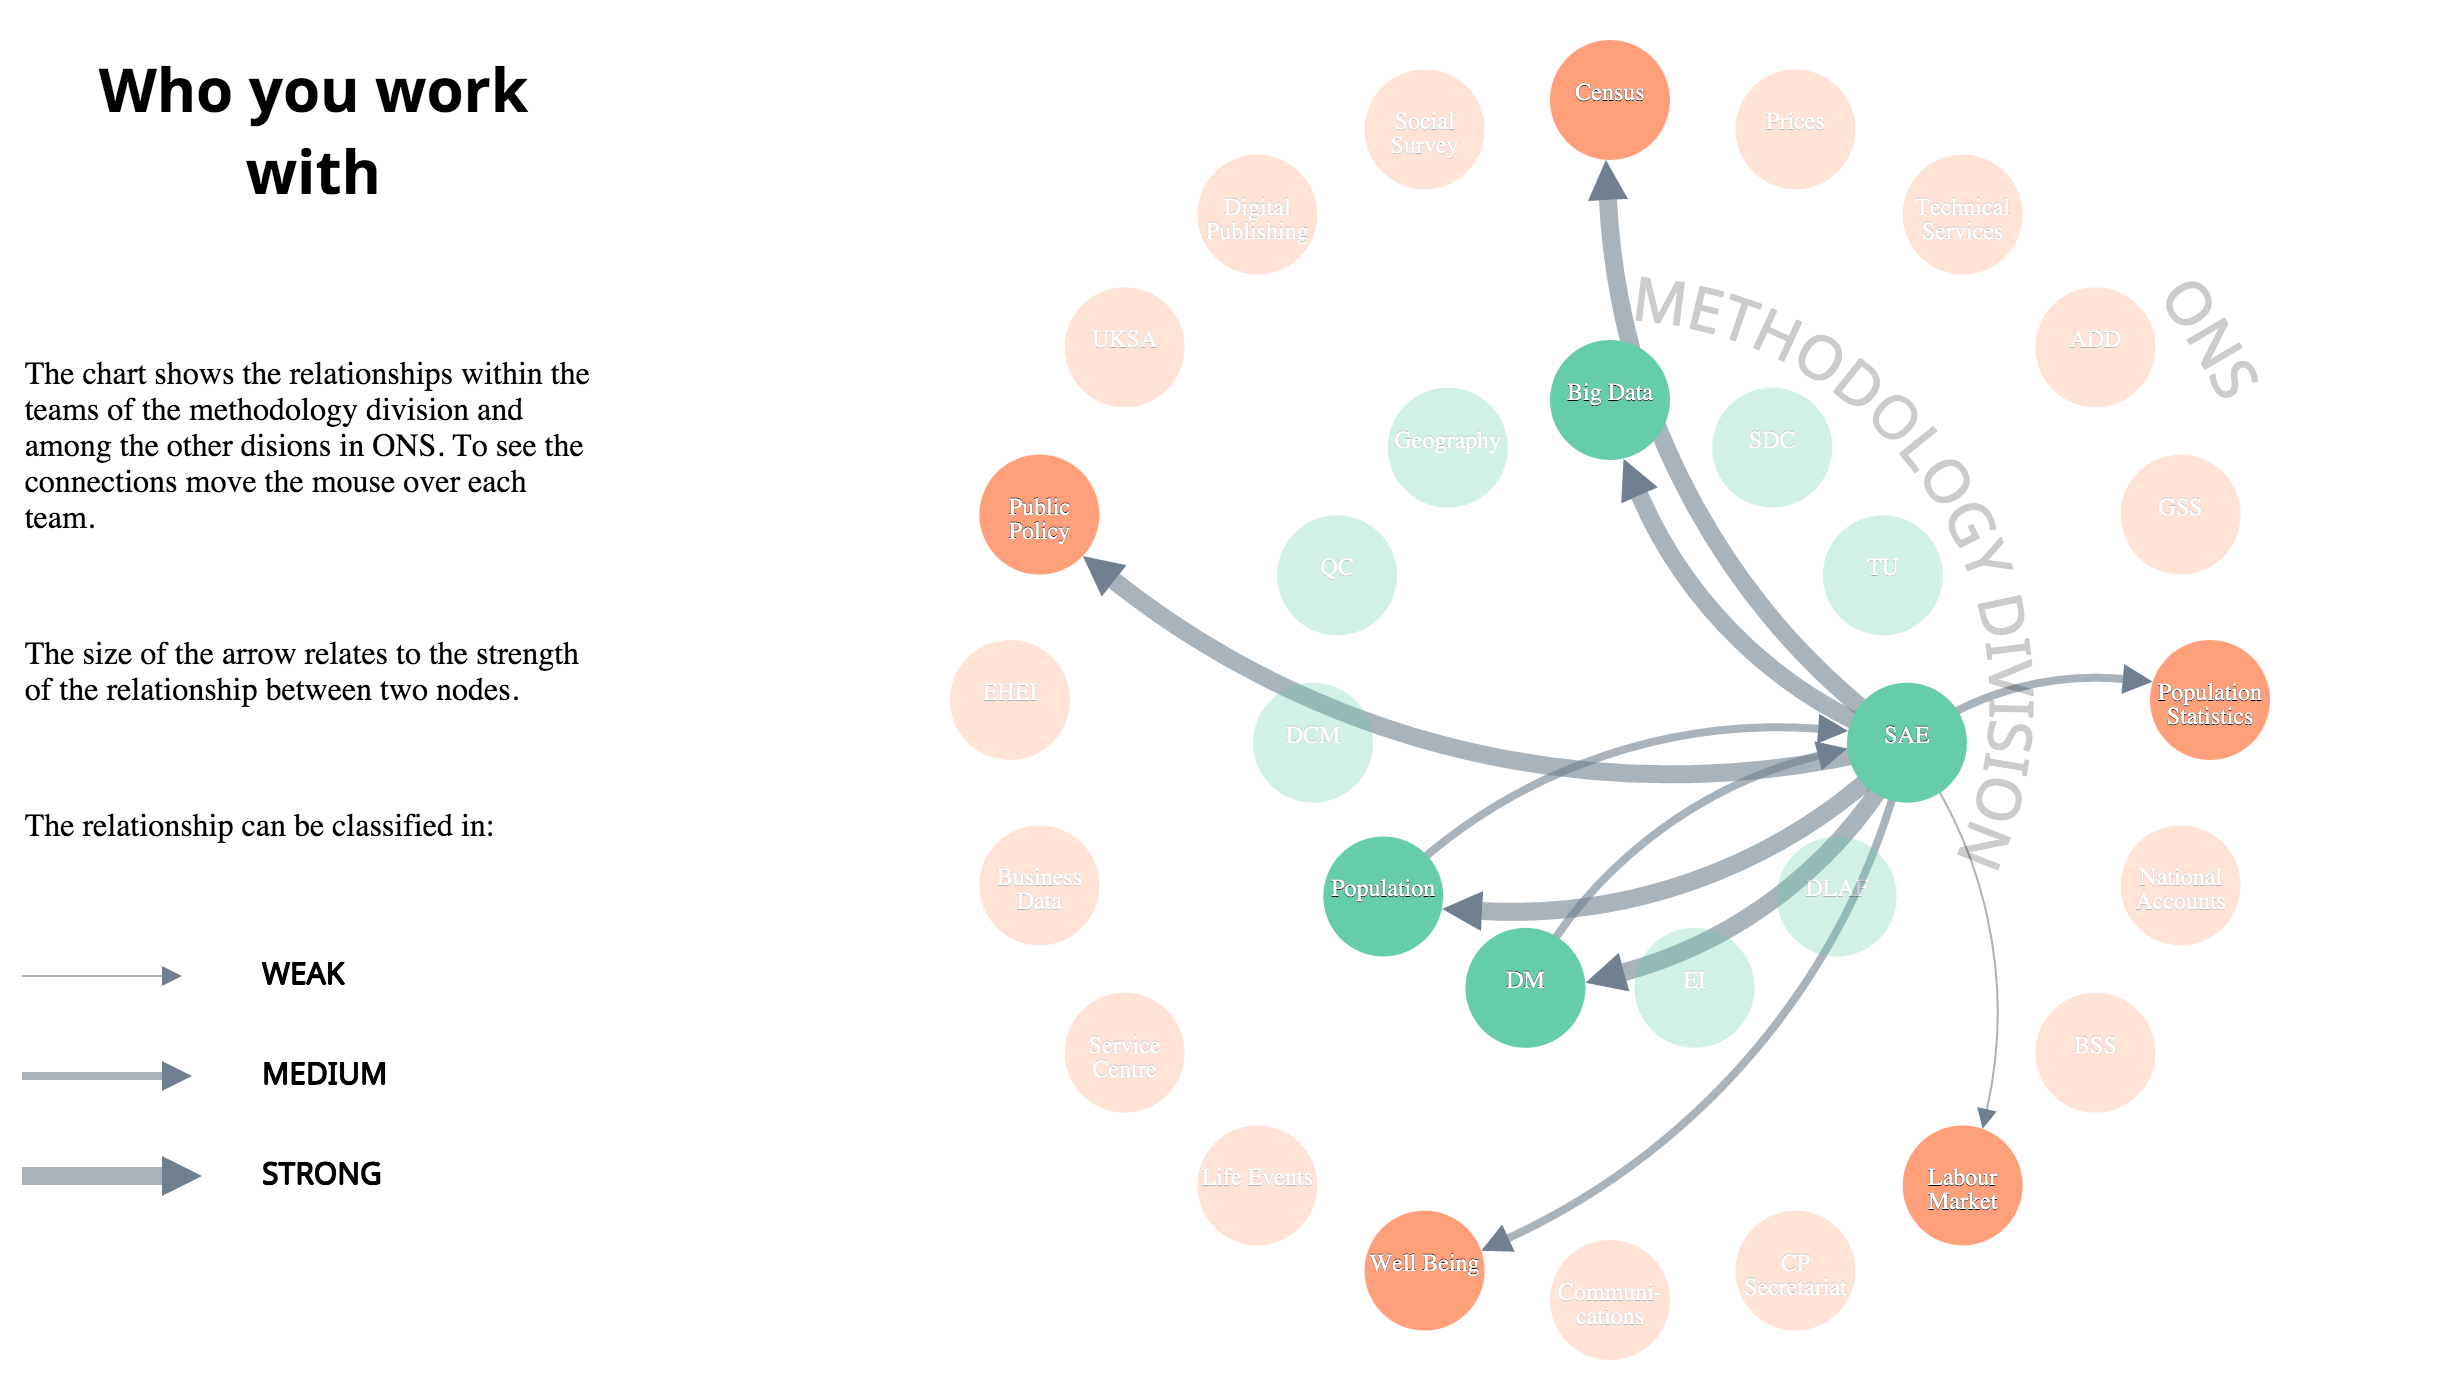 Who you work
with
The chart shows the relationships within the
teams of the methodology division and
among the other disions in ONS. To see the
connections move the mouse over each
team.
The size of the arrow relates to the strength
of the relationship between two nodes.
The relationship can be classified in:
WEAK
MEDIUM
STRONG
Census
Prices
Technical
Services
ADD
GSS
Population
Statistics
National
Accounts
BSS
Labour
Market
CP
Secretariat
Communi-
cations
Well Being
Life Events
Service
Centre
Business
Data
EHEI
Public
Policy
UKSA
Digital
Publishing
Social
Survey
Big Data
SDC
TU
SAE
DLAF
EI
DM
Population
DCM
QC
Geography
METHODOLOGY DIVISION
ONS